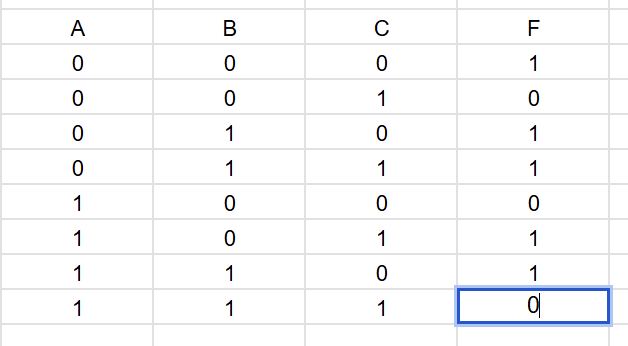 A B C F
0 0 0 1
0 0 1 0
0 1 0 1
0 1 1 1
1 0 0 0
1 0 1 1
1 1 0 1
1 1 1 0